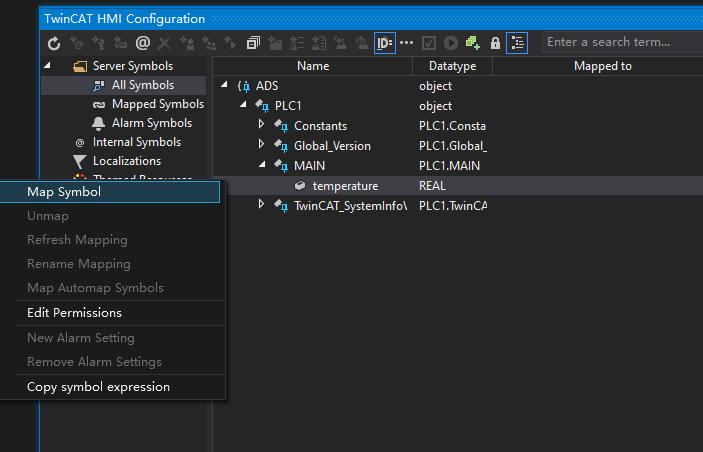 TwinCAT HMI Configuration
@ ID: ••• Enter a search term...
Server Symbols
All Symbols
Mapped Symbols
Alarm Symbols
@ Internal Symbols
Localizations
Name Datatype Mapped to
ADS object
PLC1 object
Constants PLC1.Consta
Global_Version PLC1.Global_
MAIN PLC1.MAIN
temperature REAL
TwinCAT_SystemInfo\ PLC1.TwinCA
Map Symbol
Unmap
Refresh Mapping
Rename Mapping
Map Automap Symbols
Edit Permissions
New Alarm Setting
Remove Alarm Settings
Copy symbol expression